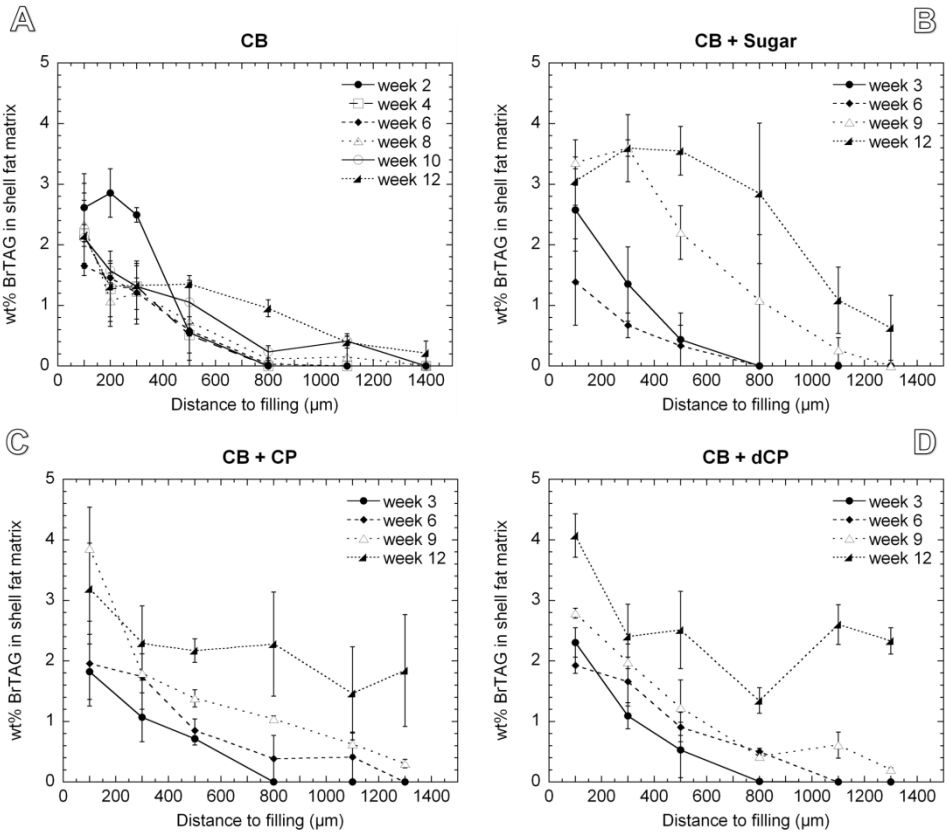 A
CB
wt% BrTAG in shell fat matrix
5
4
3
2
1
0
0 200 400 600 800 1000 1200 1400
Distance to filling (µm)
week 2
week 4
week 6
week 8
week 10
week 12
B
CB + Sugar
wt% BrTAG in shell fat matrix
5
4
3
2
1
0
0 200 400 600 800 1000 1200 1400
Distance to filling (µm)
week 3
week 6
week 9
week 12
C
CB + CP
wt% BrTAG in shell fat matrix
5
4
3
2
1
0
0 200 400 600 800 1000 1200 1400
Distance to filling (µm)
week 3
week 6
week 9
week 12
D
CB + dCP
wt% BrTAG in shell fat matrix
5
4
3
2
1
0
0 200 400 600 800 1000 1200 1400
Distance to filling (µm)
week 3
week 6
week 9
week 12